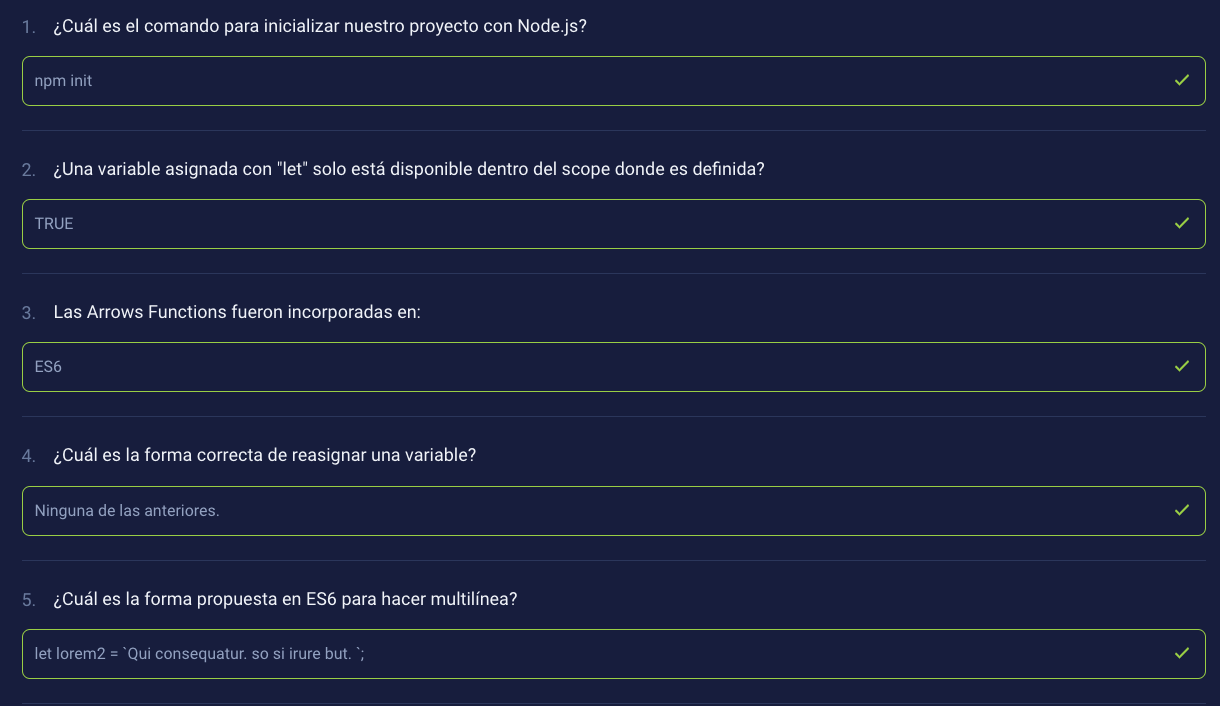 1. ¿Cuál es el comando para inicializar nuestro proyecto con Node.js?
npm init
2. ¿Una variable asignada con "let" solo está disponible dentro del scope donde es definida?
TRUE
3. Las Arrows Functions fueron incorporadas en:
ES6
4. ¿Cuál es la forma correcta de reasignar una variable?
Ninguna de las anteriores.
5. ¿Cuál es la forma propuesta en ES6 para hacer multilínea?
let lorem2 = `Qui consequatur. so si irure but. `;